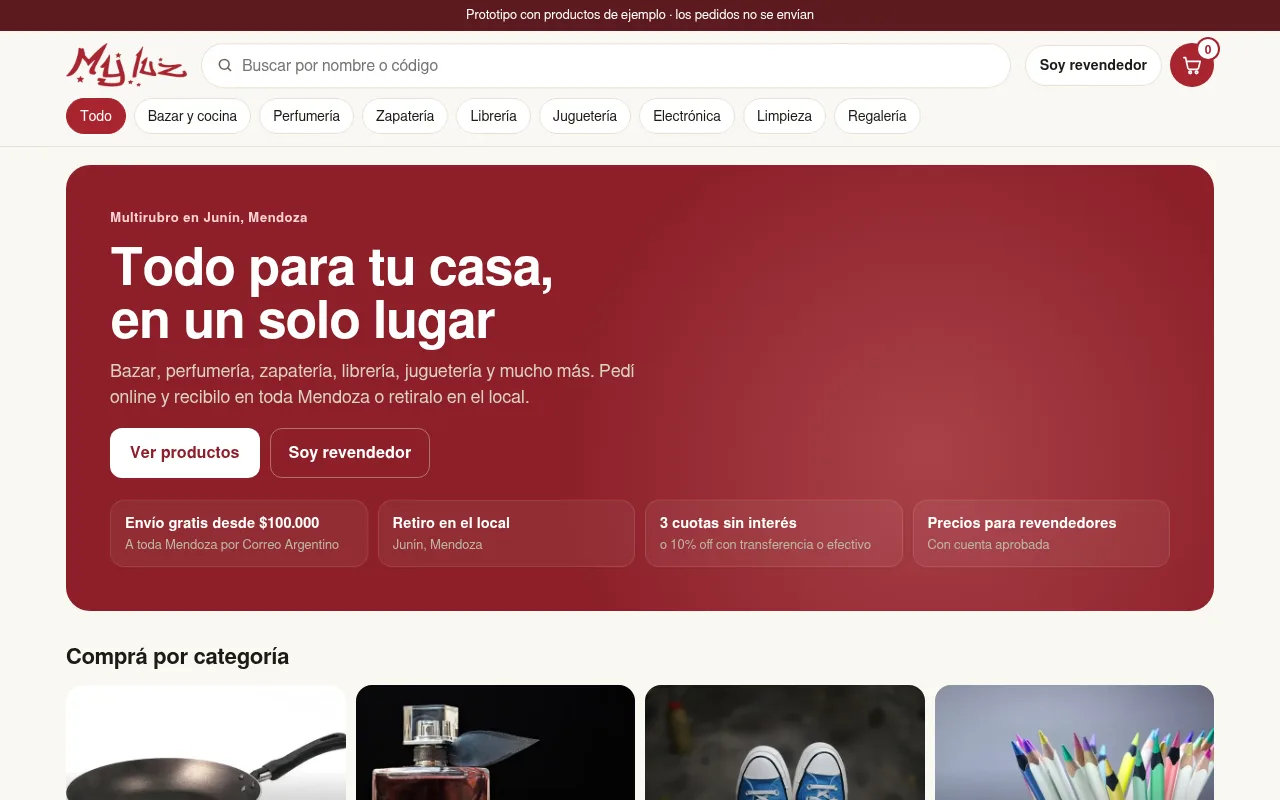 Prototipo con productos de ejemplo · los pedidos no se envían
My luz
Buscar por nombre o código
Soy revendedor
0
Todo
Bazar y cocina
Perfumería
Zapatería
Librería
Juguetería
Electrónica
Limpieza
Regalería
Multirubro en Junín, Mendoza
Todo para tu casa,
en un solo lugar
Bazar, perfumería, zapatería, librería, juguetería y mucho más. Pedí
online y recibilo en toda Mendoza o retiralo en el local.
Ver productos
Soy revendedor
Envío gratis desde $100.000
A toda Mendoza por Correo Argentino
Retiro en el local
Junín, Mendoza
3 cuotas sin interés
o 10% off con transferencia o efectivo
Precios para revendedores
Con cuenta aprobada
Comprá por categoría